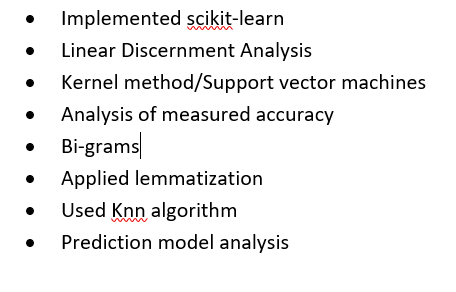 • Implemented scikit-learn
• Linear Discernment Analysis
• Kernel method/Support vector machines
• Analysis of measured accuracy
• Bi-grams
• Applied lemmatization
• Used Knn algorithm
• Prediction model analysis